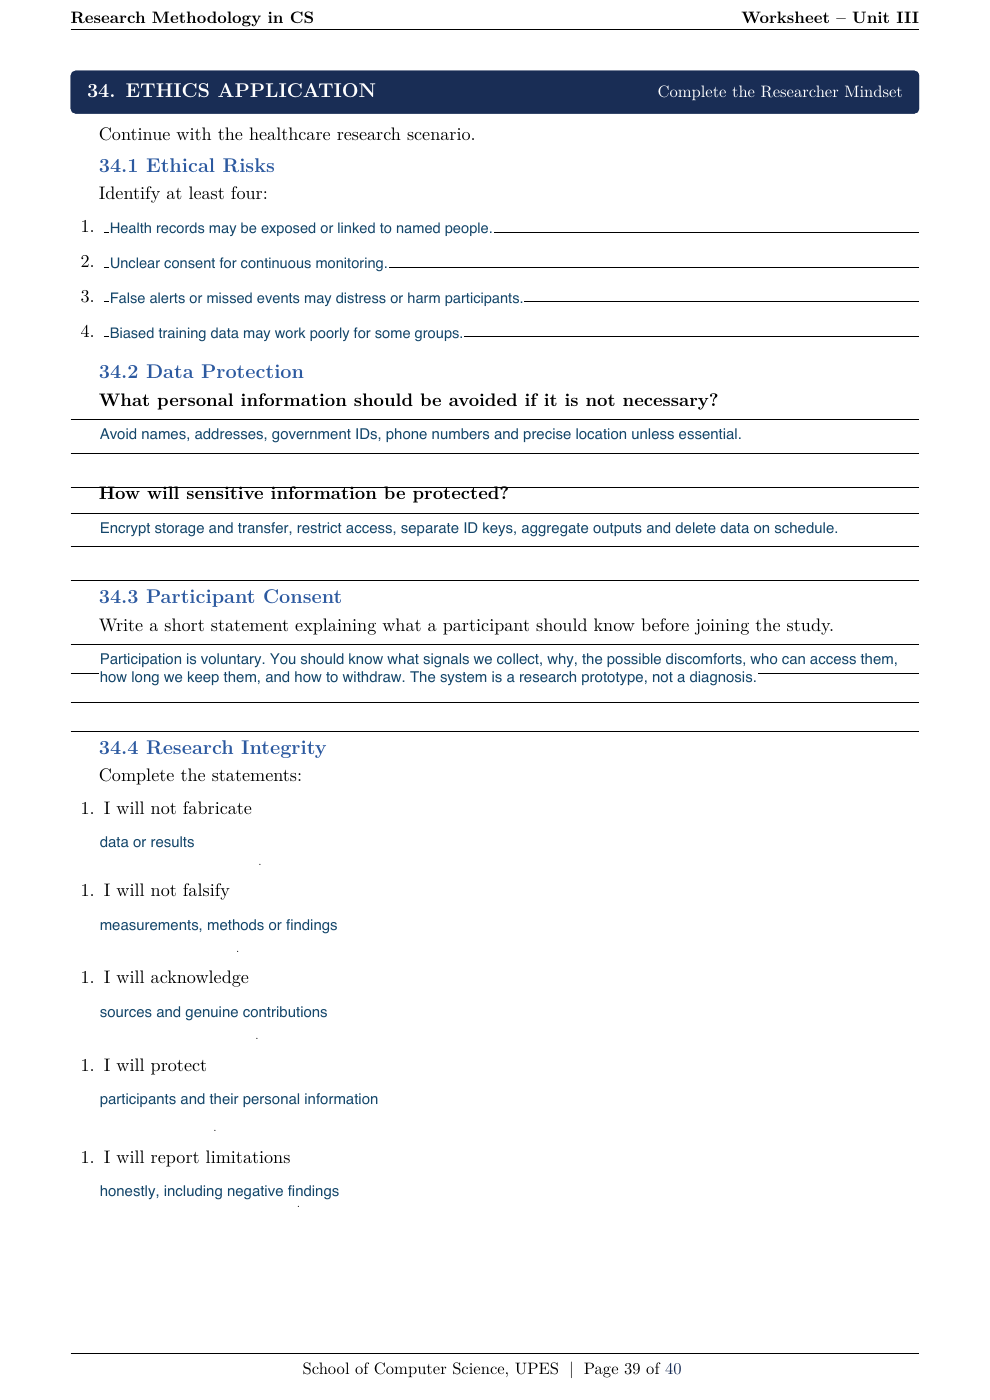 Research Methodology in CS Worksheet – Unit III
34. ETHICS APPLICATION Complete the Researcher Mindset
Continue with the healthcare research scenario.
34.1 Ethical Risks
Identify at least four:
1. Health records may be exposed or linked to named people.
2. Unclear consent for continuous monitoring.
3. False alerts or missed events may distress or harm participants.
4. Biased training data may work poorly for some groups.
34.2 Data Protection
What personal information should be avoided if it is not necessary?
Avoid names, addresses, government IDs, phone numbers and precise location unless essential.
How will sensitive information be protected?
Encrypt storage and transfer, restrict access, separate ID keys, aggregate outputs and delete data on schedule.
34.3 Participant Consent
Write a short statement explaining what a participant should know before joining the study.
Participation is voluntary. You should know what signals we collect, why, the possible discomforts, who can access them,
how long we keep them, and how to withdraw. The system is a research prototype, not a diagnosis.
34.4 Research Integrity
Complete the statements:
1. I will not fabricate
data or results
.
1. I will not falsify
measurements, methods or findings
.
1. I will acknowledge
sources and genuine contributions
.
1. I will protect
participants and their personal information
.
1. I will report limitations
honestly, including negative findings
.
School of Computer Science, UPES | Page 39 of 40